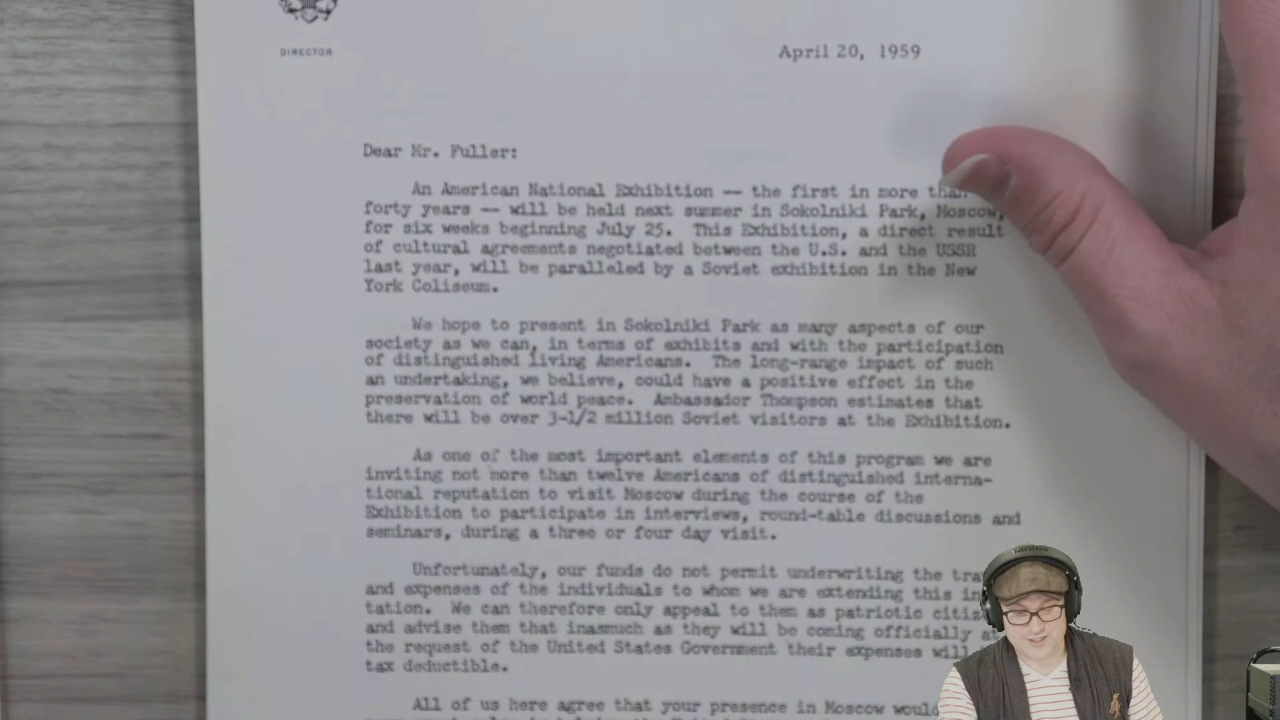 DIRECTOR
April 20, 1959
Dear Mr. Fuller:
An American National Exhibition -- the first in more than
forty years -- will be held next summer in Sokolniki Park, Moscow,
for six weeks beginning July 25. This Exhibition, a direct result
of cultural agreements negotiated between the U.S. and the USSR
last year, will be paralleled by a Soviet exhibition in the New
York Coliseum.
We hope to present in Sokolniki Park as many aspects of our
society as we can, in terms of exhibits and with the participation
of distinguished living Americans. The long-range impact of such
an undertaking, we believe, could have a positive effect in the
preservation of world peace. Ambassador Thompson estimates that
there will be over 3-1/2 million Soviet visitors at the Exhibition.
As one of the most important elements of this program we are
inviting not more than twelve Americans of distinguished interna-
tional reputation to visit Moscow during the course of the
Exhibition to participate in interviews, round-table discussions and
seminars, during a three or four day visit.
Unfortunately, our funds do not permit underwriting the tra
and expenses of the individuals to whom we are extending this in
tation. We can therefore only appeal to them as patriotic citiz
and advise them that inasmuch as they will be coming officially a
the request of the United States Government their expenses will
tax deductible.
All of us here agree that your presence in Moscow would